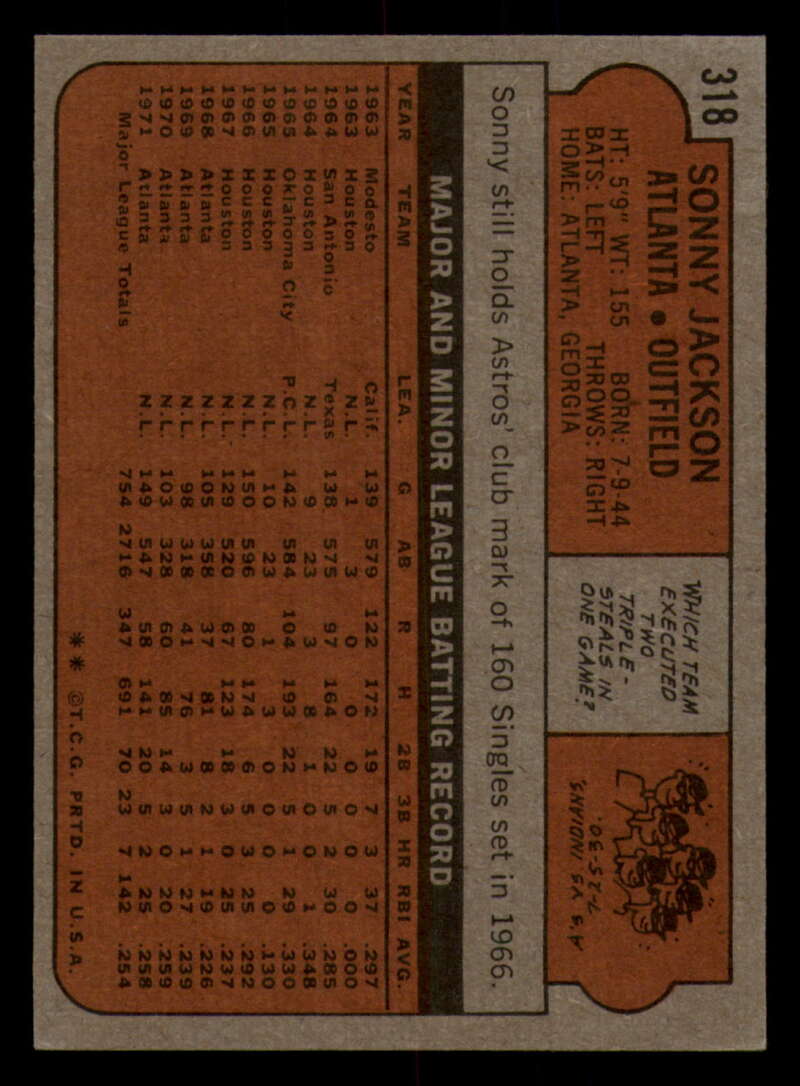 318
SONNY JACKSON
ATLANTA • OUTFIELD
HT: 5'9" WT: 155 BORN: 7-9-44
BATS: LEFT THROWS: RIGHT
HOME: ATLANTA, GEORGIA
WHICH TEAM
EXECUTED
TWO
TRIPLE-
STEALS IN
ONE GAME?
A'S VS INDIANS,
7-25-30.
Sonny still holds Astros' club mark of 160 Singles set in 1966.
MAJOR AND MINOR LEAGUE BATTING RECORD
YEAR TEAM LEA. G AB R H 2B 3B HR RBI AVG.
1963 Modesto Calif. 139 579 122 172 19 7 3 37 .297
1963 Houston N.L. 1 3 0 0 0 0 0 0 .000
1964 San Antonio Texas 138 575 97 164 22 5 2 30 .285
1964 Houston N.L. 9 23 3 8 1 0 0 1 .348
1965 Oklahoma City P.C.L. 142 584 104 193 22 5 1 29 .330
1965 Houston N.L. 10 23 1 3 0 0 0 0 .130
1966 Houston N.L. 150 596 80 174 6 5 3 25 .292
1967 Houston N.L. 129 520 67 123 18 3 0 25 .237
1968 Atlanta N.L. 105 358 37 81 8 2 1 19 .226
1969 Atlanta N.L. 98 318 41 76 3 5 1 27 .239
1970 Atlanta N.L. 103 328 60 85 14 3 0 20 .259
1971 Atlanta N.L. 149 547 58 141 20 5 2 25 .258
Major League Totals 754 2716 347 691 70 23 7 142 .254
** ©T.C.G. PRTD. IN U.S.A.